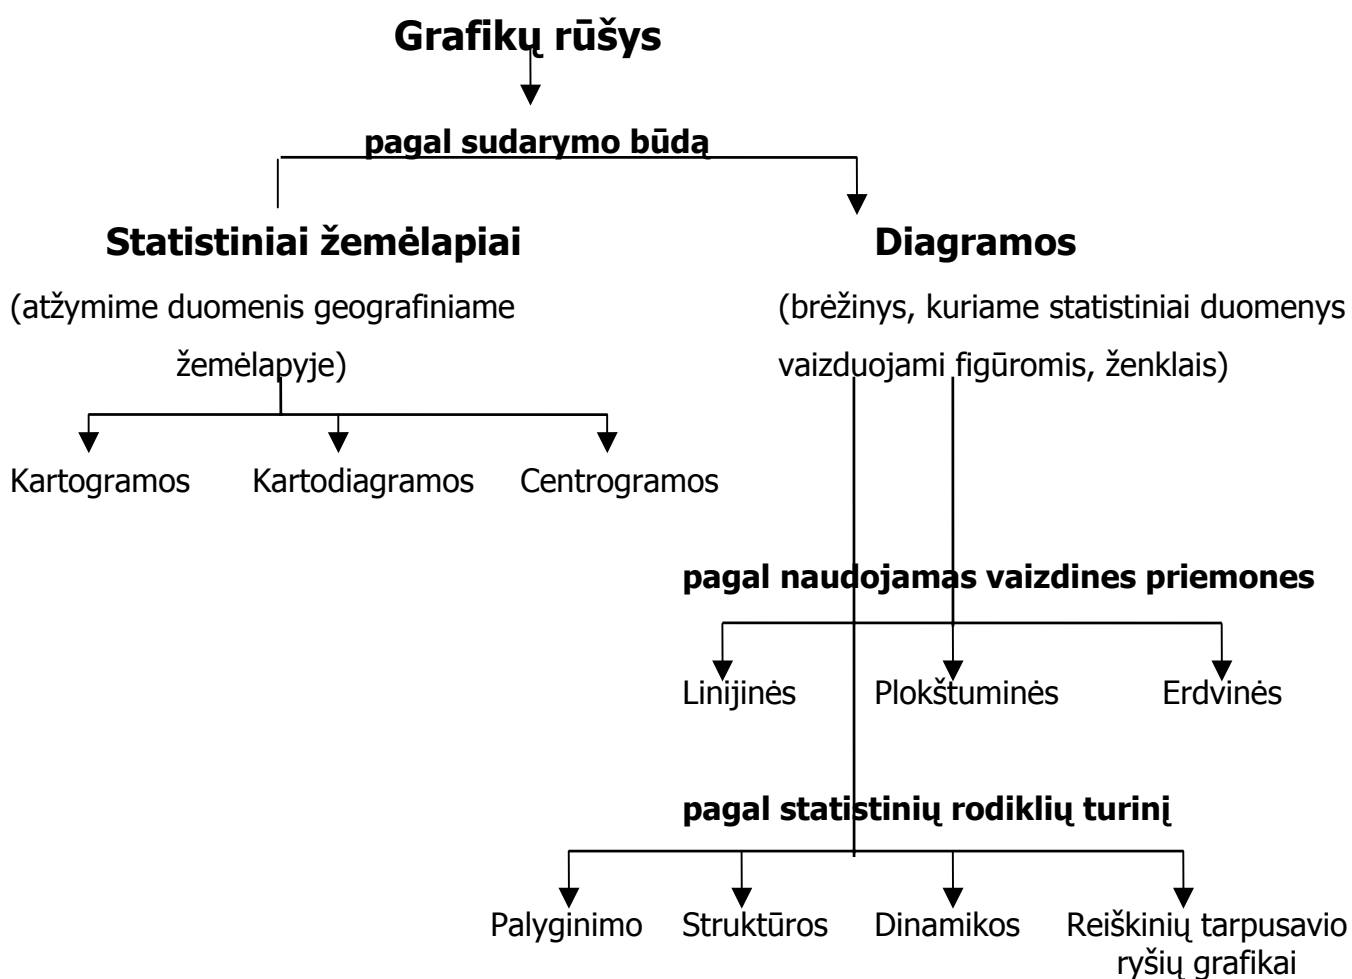 Grafikų rūšys
pagal sudarymo būdą
Statistiniai žemėlapiai
(atžymime duomenis geografiniame
žemėlapyje)
Kartogramos
Kartodiagramos
Centrogramos
Diagramos
(brėžinys, kuriame statistiniai duomenys
vaizduojami figūromis, ženklais)
pagal naudojamas vaizdines priemones
Linijinės
Plokštuminės
Erdvinės
pagal statistinių rodiklių turinį
Palyginimo
Struktūros
Dinamikos
Reiškinių tarpusavio
ryšių grafikai